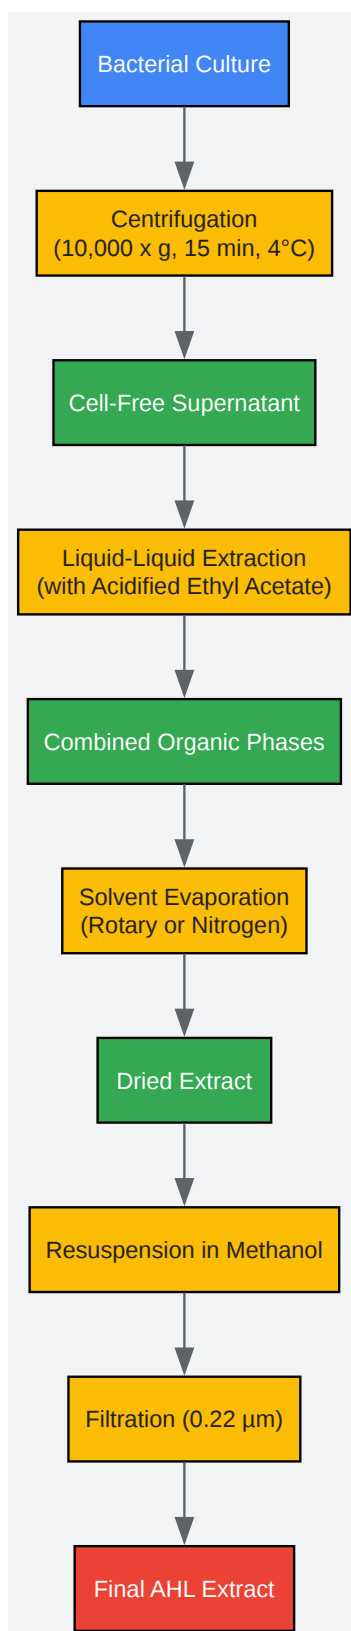 Bacterial Culture
Centrifugation
(10,000 x g, 15 min, 4°C)
Cell-Free Supernatant
Liquid-Liquid Extraction
(with Acidified Ethyl Acetate)
Combined Organic Phases
Solvent Evaporation
(Rotary or Nitrogen)
Dried Extract
Resuspension in Methanol
Filtration (0.22 µm)
Final AHL Extract